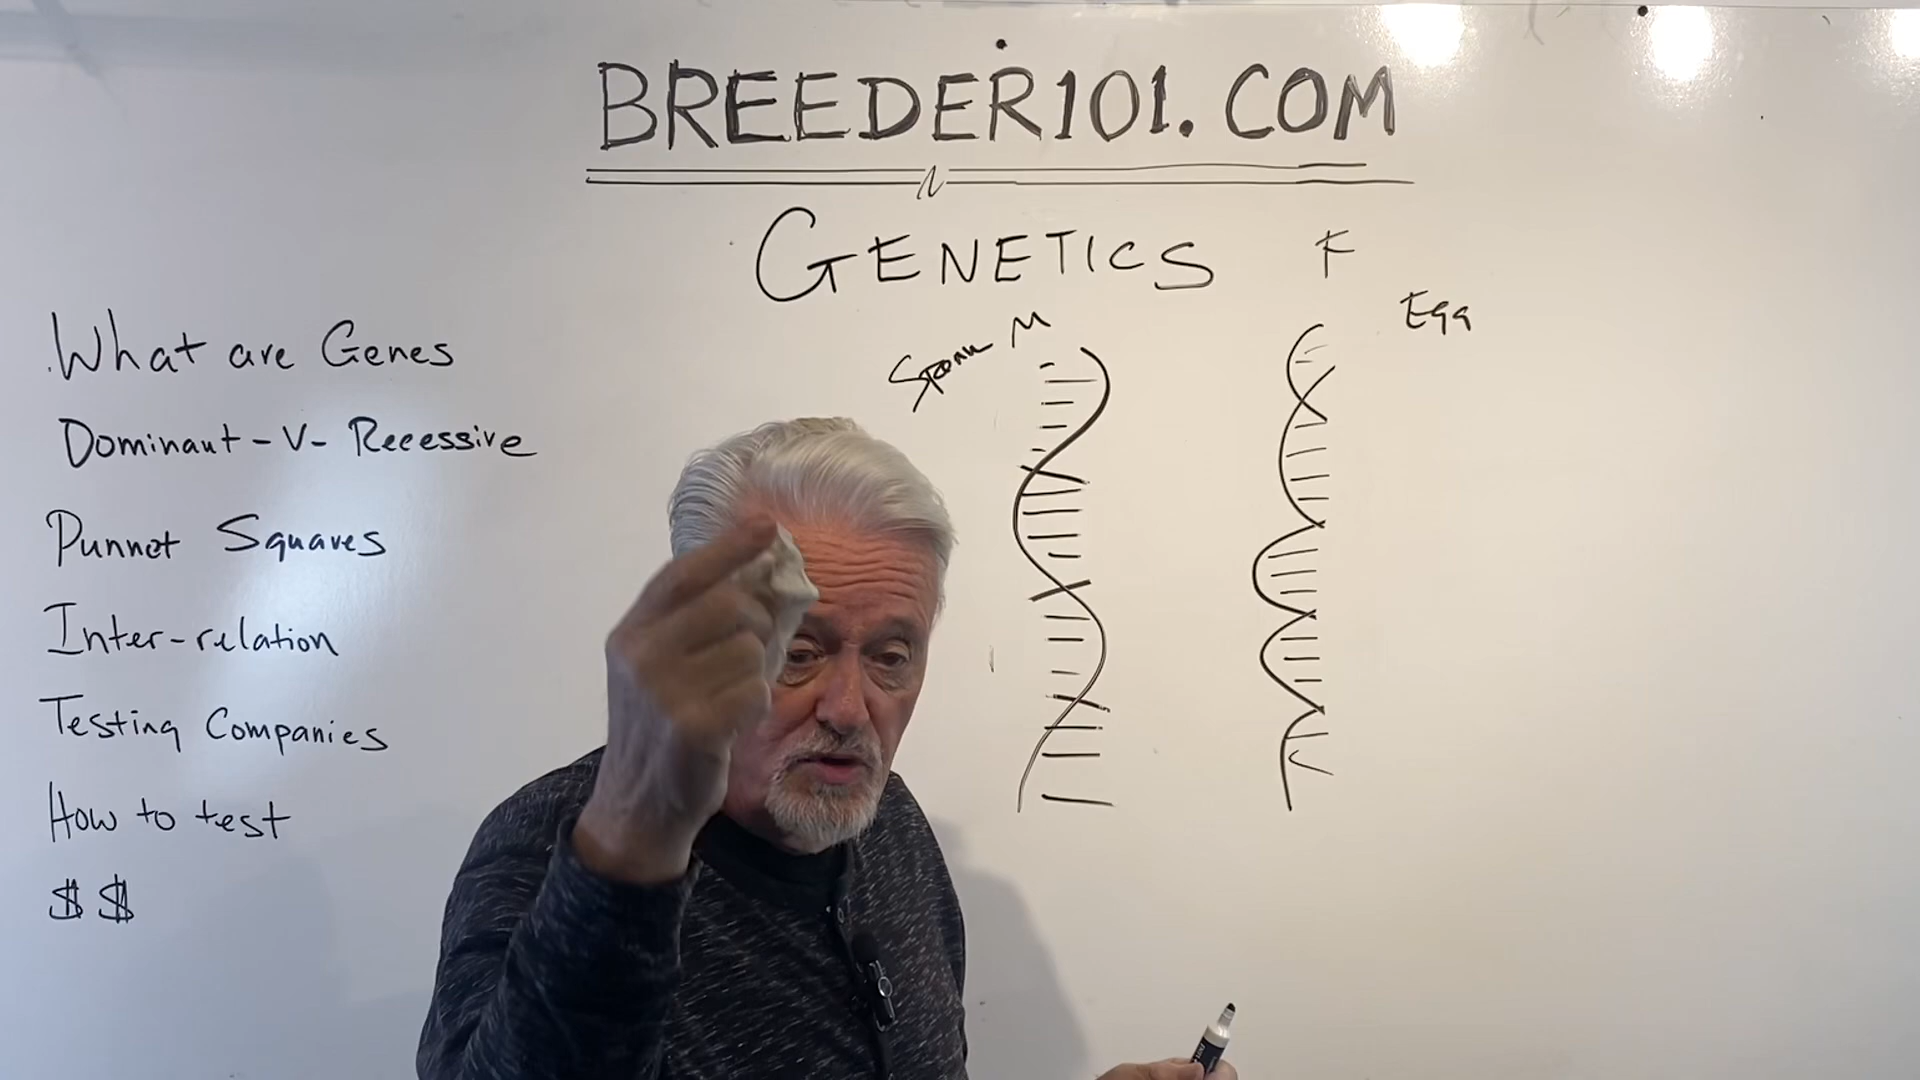 BREEDER101.COM
GENETICS
F
Egg
Sperm M
What are Genes
Dominant-V-Recessive
Punnet Squares
Inter-relation
Testing Companies
How to test
$ $